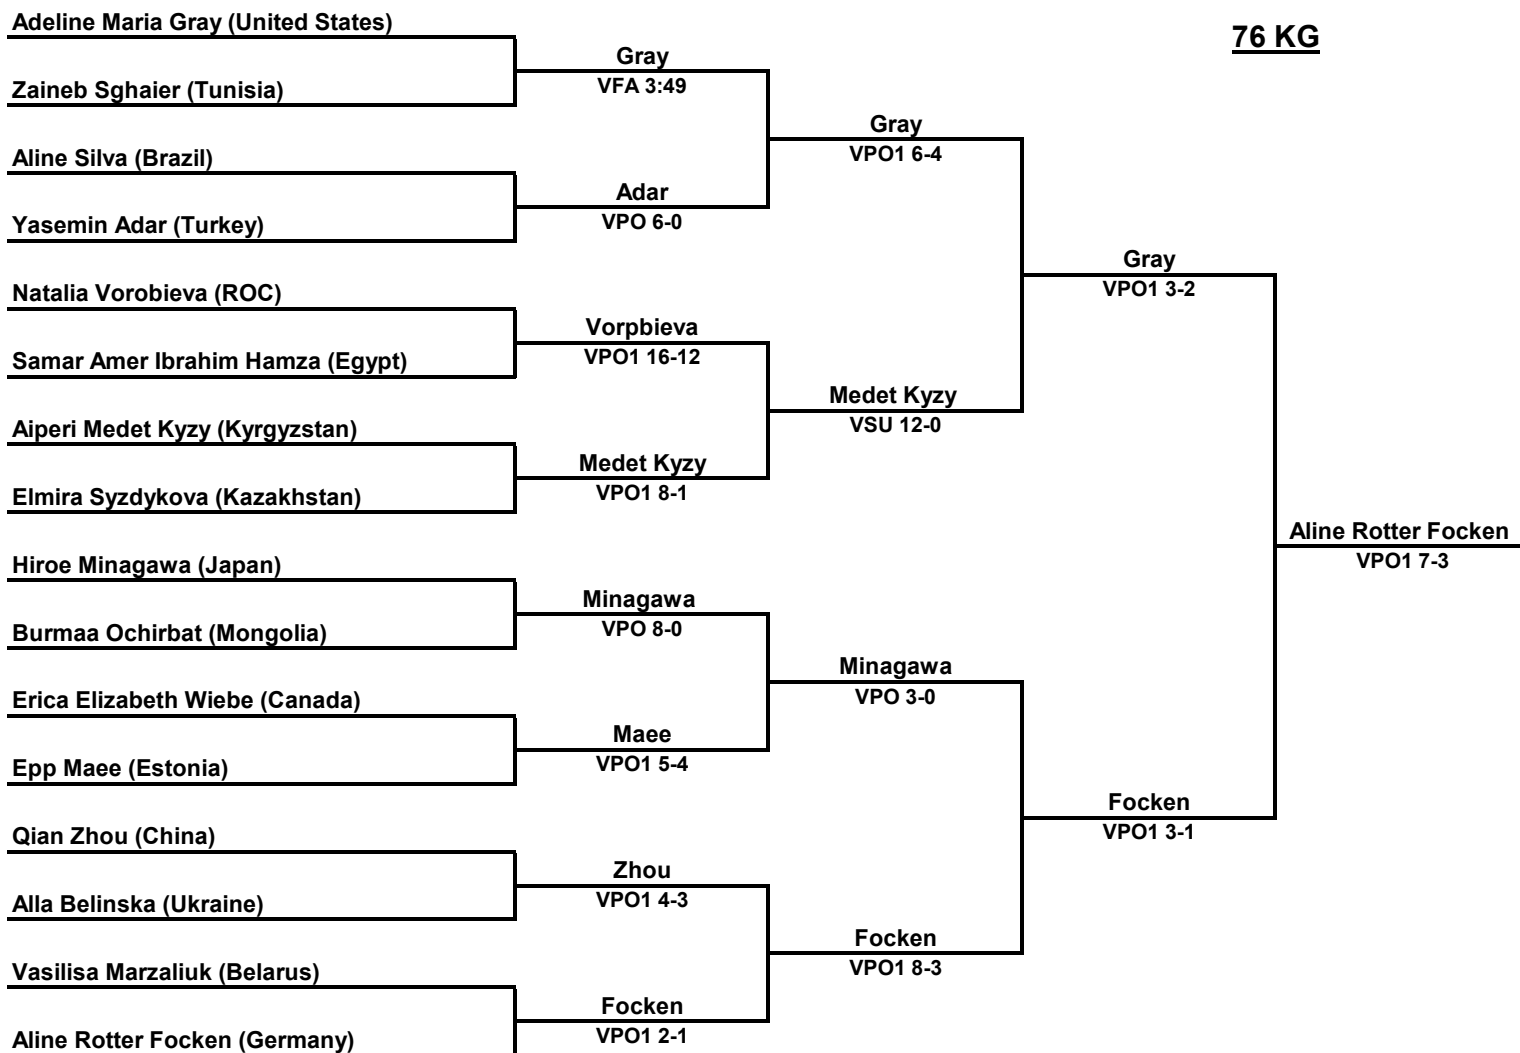 Adeline Maria Gray (United States)
76 KG
Gray
Zaineb Sghaier (Tunisia)
VFA 3:49
Gray
Aline Silva (Brazil)
VPO1 6-4
Adar
Yasemin Adar (Turkey)
VPO 6-0
Gray
Natalia Vorobieva (ROC)
VPO1 3-2
Vorpbieva
Samar Amer Ibrahim Hamza (Egypt)
VPO1 16-12
Medet Kyzy
Aiperi Medet Kyzy (Kyrgyzstan)
VSU 12-0
Medet Kyzy
Elmira Syzdykova (Kazakhstan)
VPO1 8-1
Aline Rotter Focken
Hiroe Minagawa (Japan)
VPO1 7-3
Minagawa
Burmaa Ochirbat (Mongolia)
VPO 8-0
Minagawa
Erica Elizabeth Wiebe (Canada)
VPO 3-0
Maee
Epp Maee (Estonia)
VPO1 5-4
Focken
Qian Zhou (China)
VPO1 3-1
Zhou
Alla Belinska (Ukraine)
VPO1 4-3
Focken
Vasilisa Marzaliuk (Belarus)
VPO1 8-3
Focken
Aline Rotter Focken (Germany)
VPO1 2-1